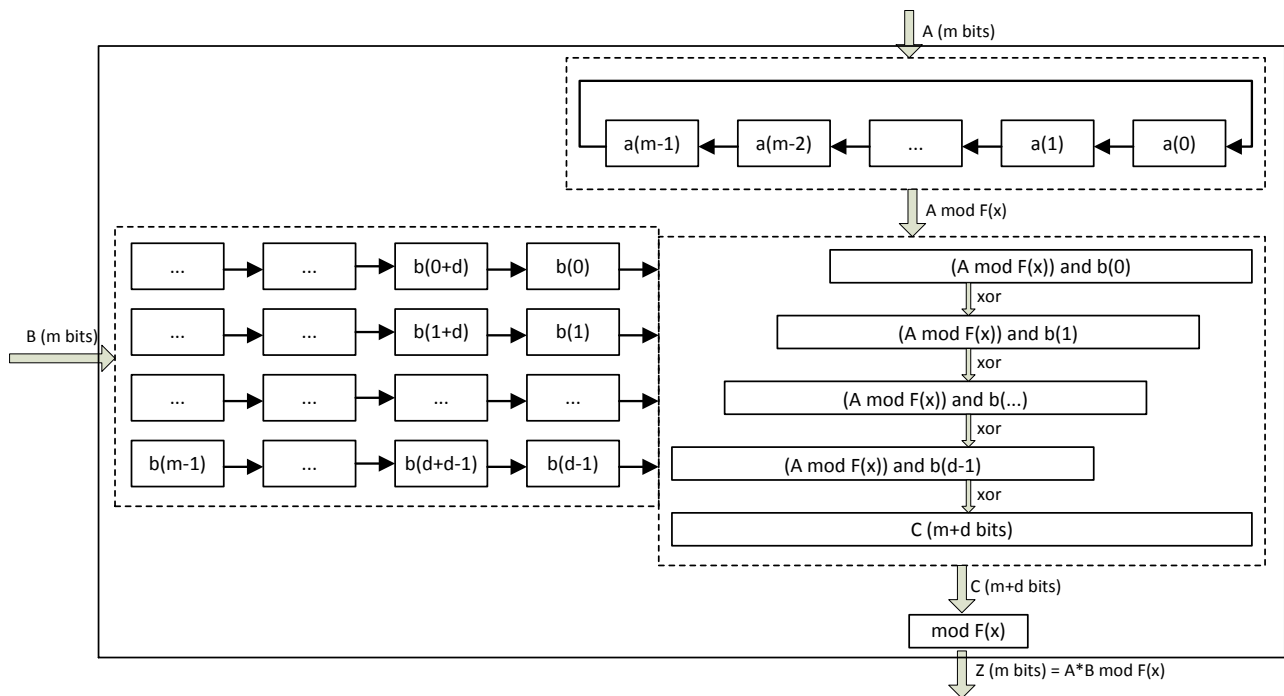 A (m bits)
a(m-1) a(m-2) ... a(1) a(0)
A mod F(x)
B (m bits)
... ... b(0+d) b(0)
... ... b(1+d) b(1)
... ... ... ...
b(m-1) ... b(d+d-1) b(d-1)
(A mod F(x)) and b(0)
xor
(A mod F(x)) and b(1)
xor
(A mod F(x)) and b(...)
xor
(A mod F(x)) and b(d-1)
xor
C (m+d bits)
C (m+d bits)
mod F(x)
Z (m bits) = A*B mod F(x)